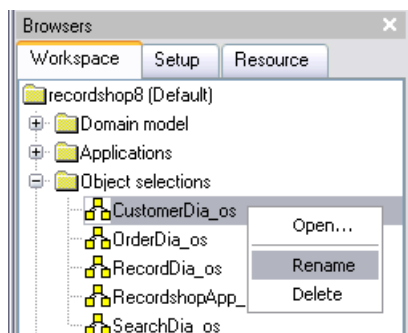 Browsers
Workspace Setup Resource
recordshop8 (Default)
Domain model
Applications
Object selections
CustomerDia_os
Open...
OrderDia_os
RecordDia_os
Rename
RecordshopApp_
Delete
SearchDia_os